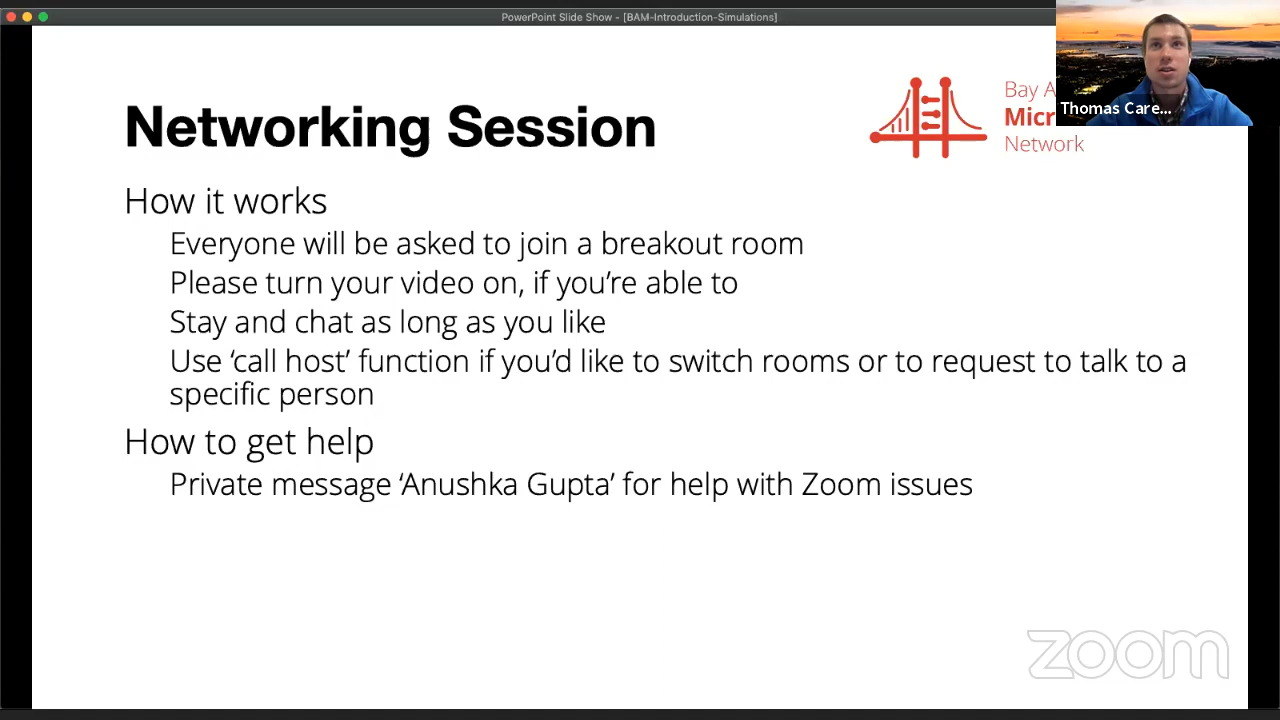 PowerPoint Slide Show - [BAM-Introduction-Simulations]
Networking Session
Bay A
Micr
Network
Thomas Care...
How it works
Everyone will be asked to join a breakout room
Please turn your video on, if you’re able to
Stay and chat as long as you like
Use ‘call host’ function if you’d like to switch rooms or to request to talk to a
specific person
How to get help
Private message ‘Anushka Gupta’ for help with Zoom issues
zoom